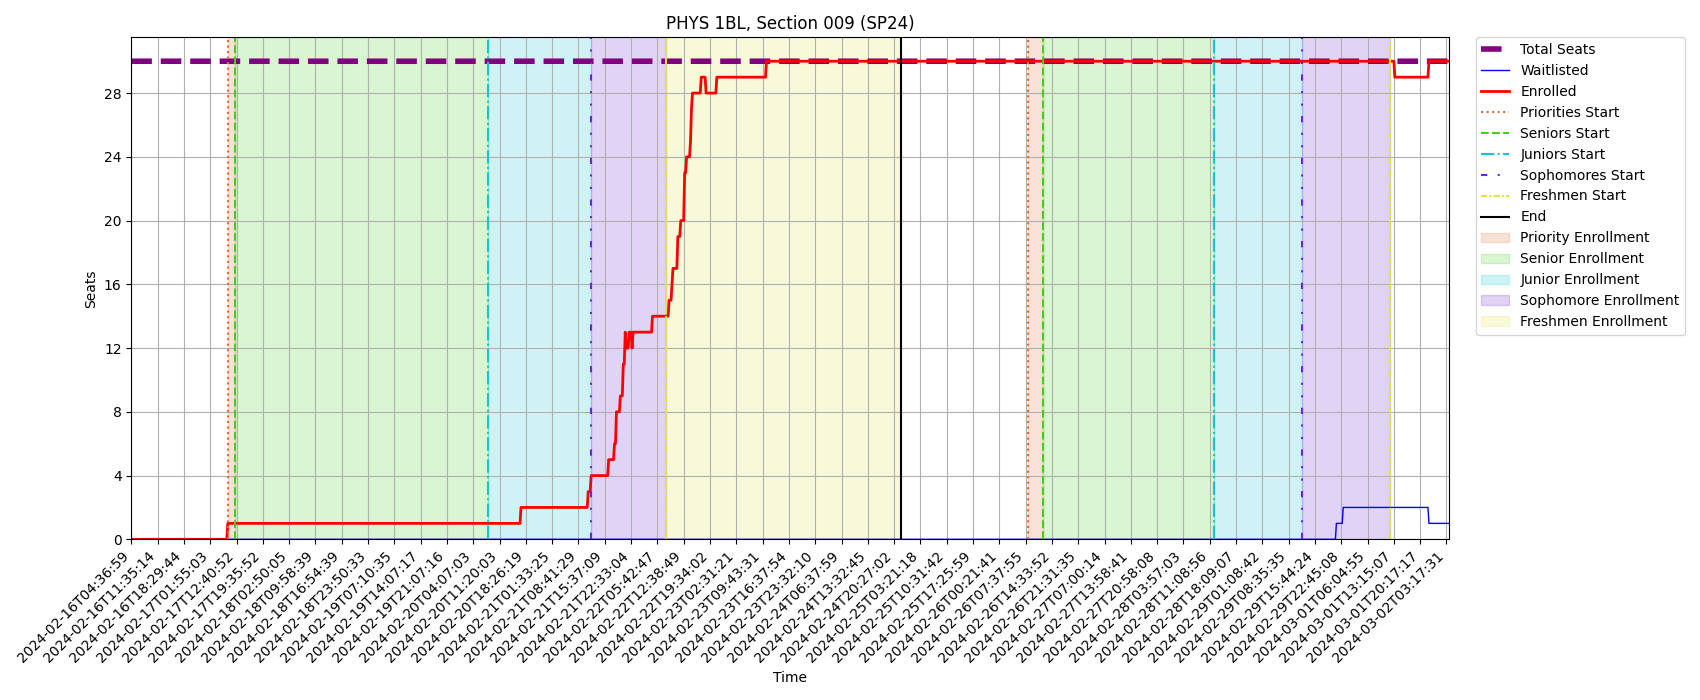 PHYS 1BL, Section 009 (SP24)
Seats
28
24
20
16
12
8
4
0
2024-02-16T04:36:59
2024-02-16T11:35:14
2024-02-16T18:29:44
2024-02-17T01:55:03
2024-02-17T12:40:52
2024-02-17T19:35:52
2024-02-18T02:50:05
2024-02-18T09:58:39
2024-02-18T16:54:39
2024-02-18T23:50:33
2024-02-19T07:10:35
2024-02-19T14:07:17
2024-02-19T21:07:16
2024-02-20T04:07:03
2024-02-20T11:20:03
2024-02-20T18:26:19
2024-02-21T01:33:25
2024-02-21T08:41:29
2024-02-21T15:37:09
2024-02-21T22:33:04
2024-02-22T05:42:47
2024-02-22T12:38:49
2024-02-22T19:34:02
2024-02-23T02:31:21
2024-02-23T09:43:31
2024-02-23T16:37:54
2024-02-23T23:32:10
2024-02-24T06:37:59
2024-02-24T13:32:45
2024-02-24T20:27:02
2024-02-25T03:21:18
2024-02-25T10:31:42
2024-02-25T17:25:59
2024-02-26T00:21:41
2024-02-26T07:37:55
2024-02-26T14:33:52
2024-02-26T21:31:35
2024-02-27T07:00:14
2024-02-27T13:58:41
2024-02-27T20:58:08
2024-02-28T03:57:03
2024-02-28T11:08:56
2024-02-28T18:09:07
2024-02-29T01:08:42
2024-02-29T08:35:35
2024-02-29T15:44:24
2024-02-29T22:45:08
2024-03-01T06:04:55
2024-03-01T13:15:07
2024-03-01T20:17:17
2024-03-02T03:17:31
Time
Total Seats
Waitlisted
Enrolled
Priorities Start
Seniors Start
Juniors Start
Sophomores Start
Freshmen Start
End
Priority Enrollment
Senior Enrollment
Junior Enrollment
Sophomore Enrollment
Freshmen Enrollment